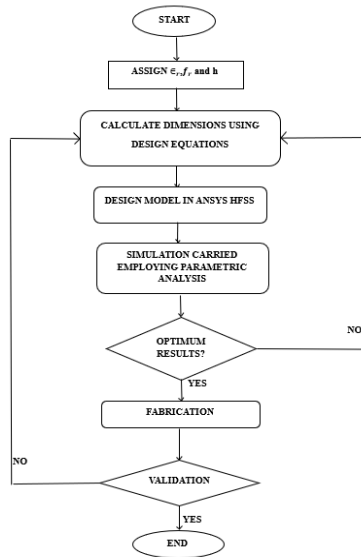 START
ASSIGN ∈r,fr and h
CALCULATE DIMENSIONS USING
DESIGN EQUATIONS
DESIGN MODEL IN ANSYS HFSS
SIMULATION CARRIED
EMPLOYING PARAMETRIC
ANALYSIS
OPTIMUM
RESULTS?
NO
YES
FABRICATION
NO
VALIDATION
YES
END